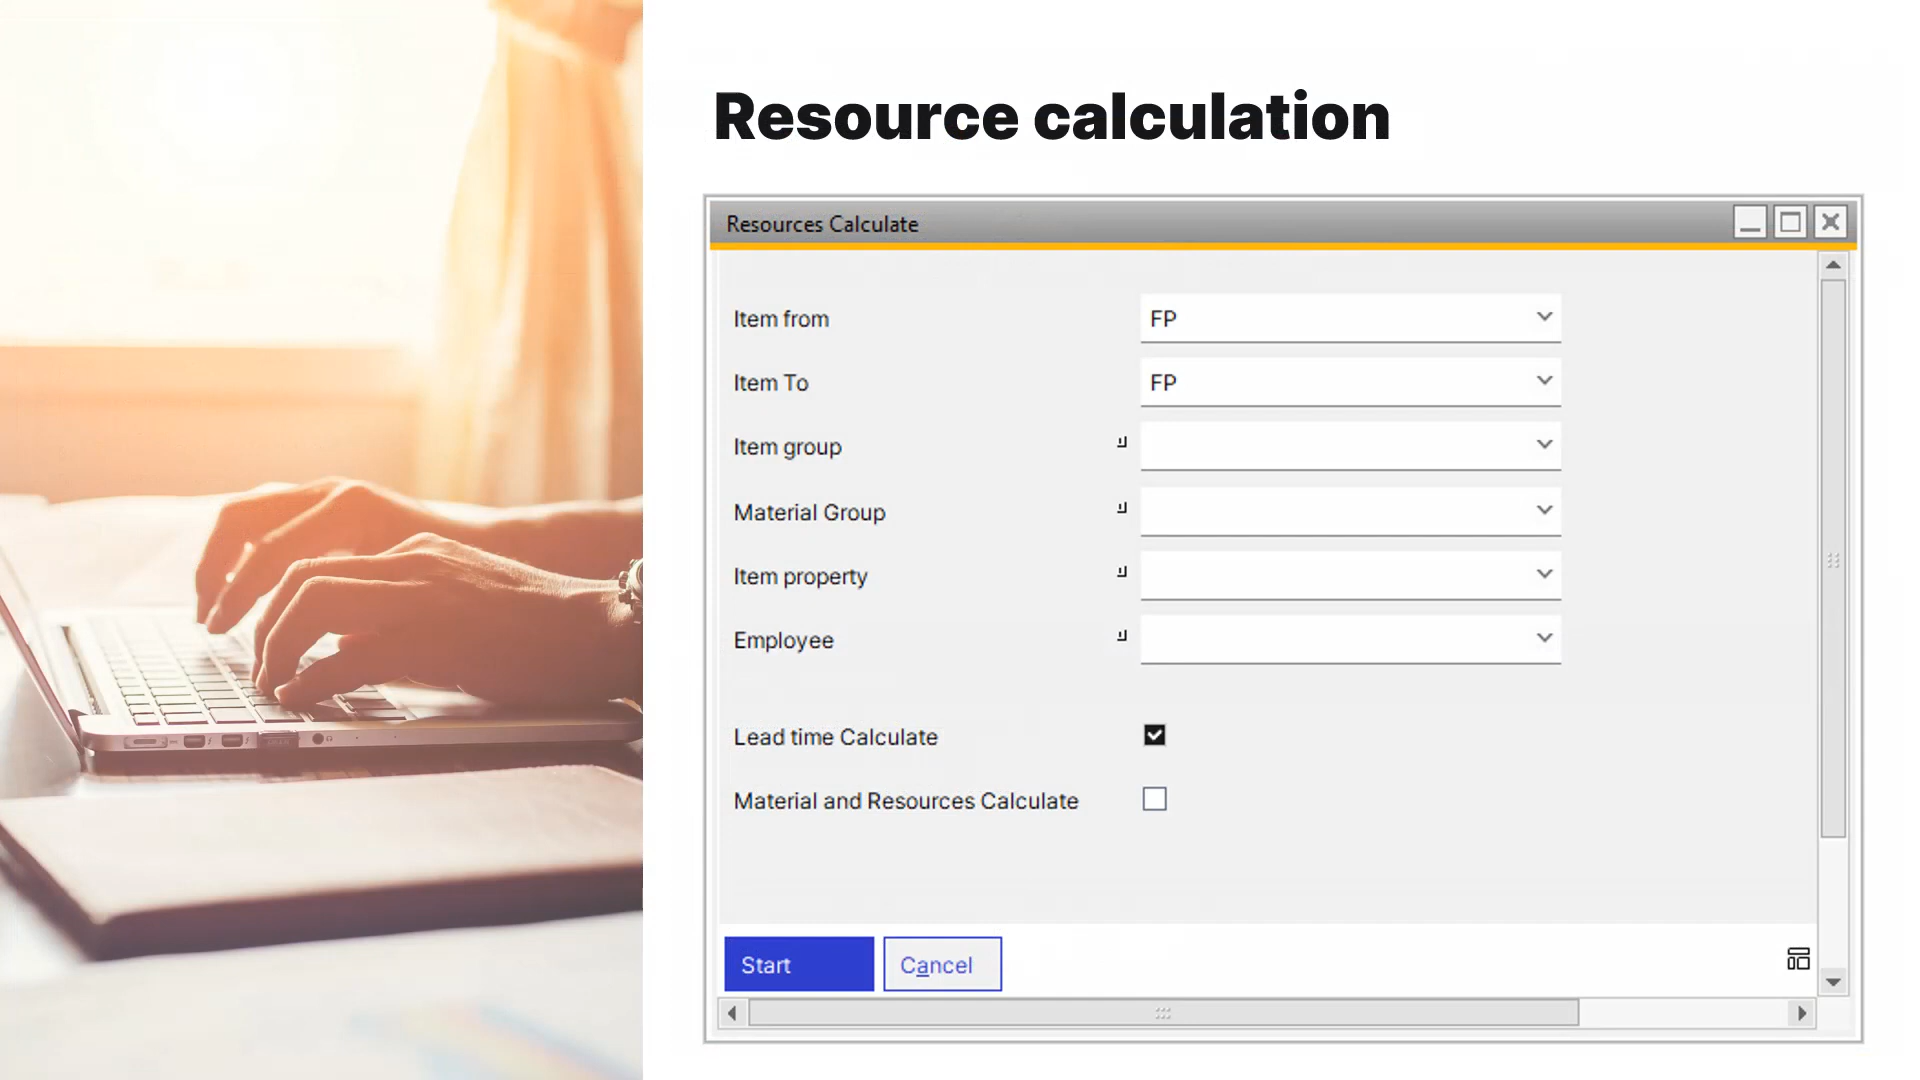 Resource calculation
Resources Calculate
Item from FP
Item To FP
Item group
Material Group
Item property
Employee
Lead time Calculate
Material and Resources Calculate
Start Cancel